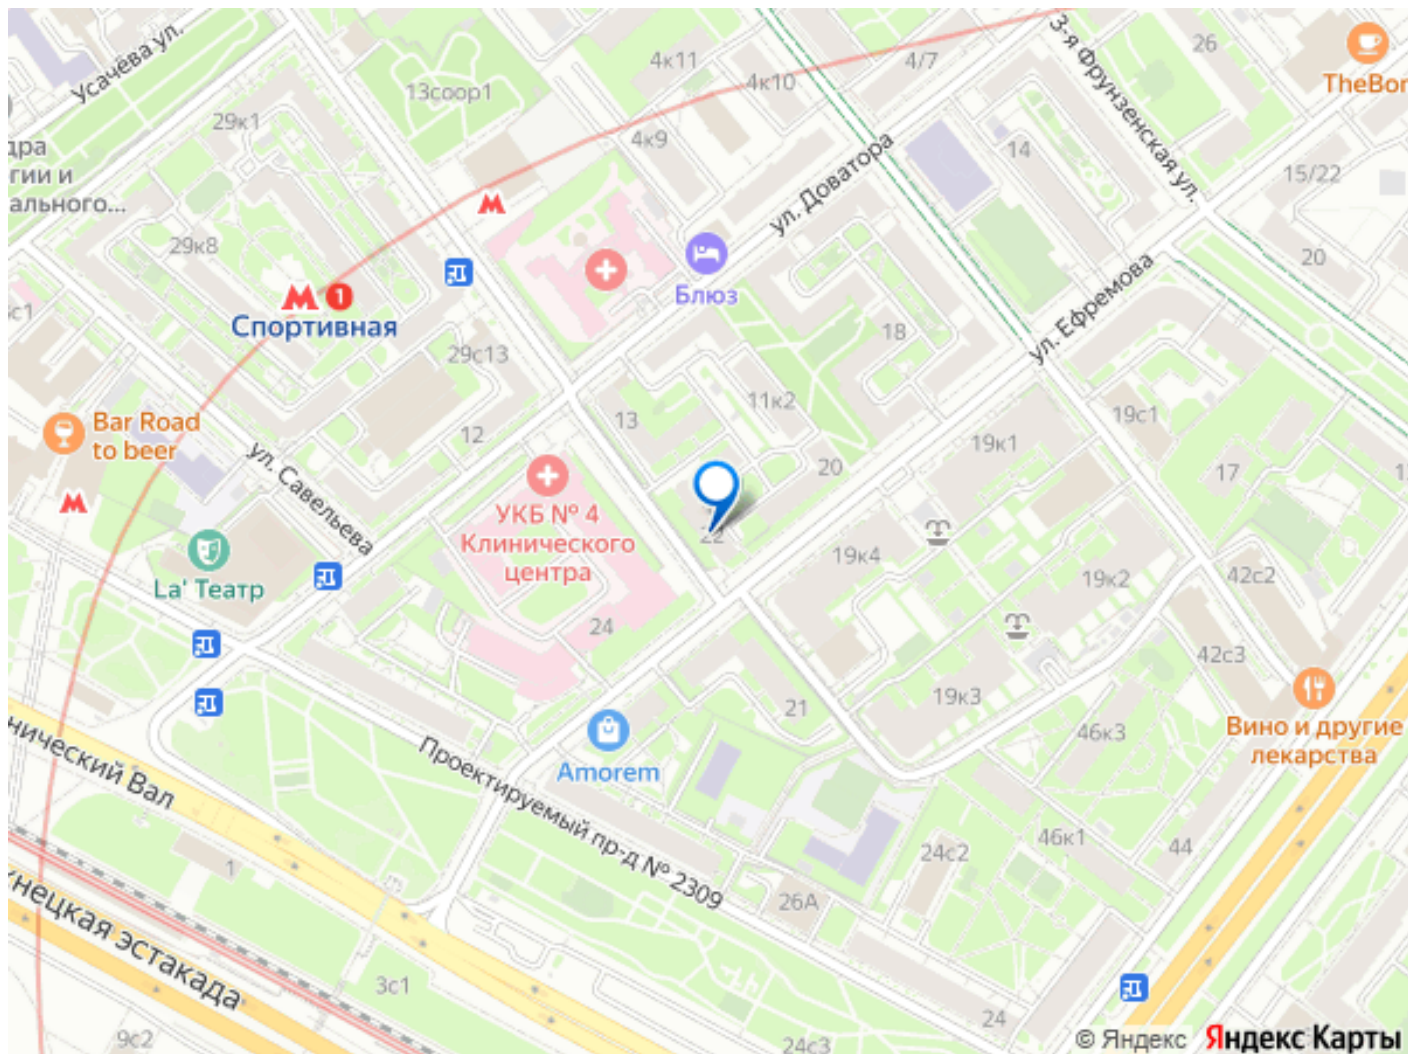 Усачёва ул.
13соор1
4к11
4к10
4/7
3-я Фрунзенская ул.
26
TheBor
29к1
4к9
14
дра
гии и
ального...
15/22
ул. Доватора
29к8
20
Блюз
ул. Ефремова
с1
1
Спортивная
18
29с13
11к2
19с1
13
Bar Road
to beer
12
19к1
20
17
ул. Савельева
УКБ № 4
Клинического
центра
22
19к4
19к2
42с2
La' Театр
24
42с3
19к3
21
46к3
Вино и другие
лекарства
нический Вал
Amorem
Проектируемый пр-д № 2309
46к1
44
24с2
1
26А
кнецкая эстакада
3с1
24
9с2
24с3
© Яндекс
Яндекс Карты